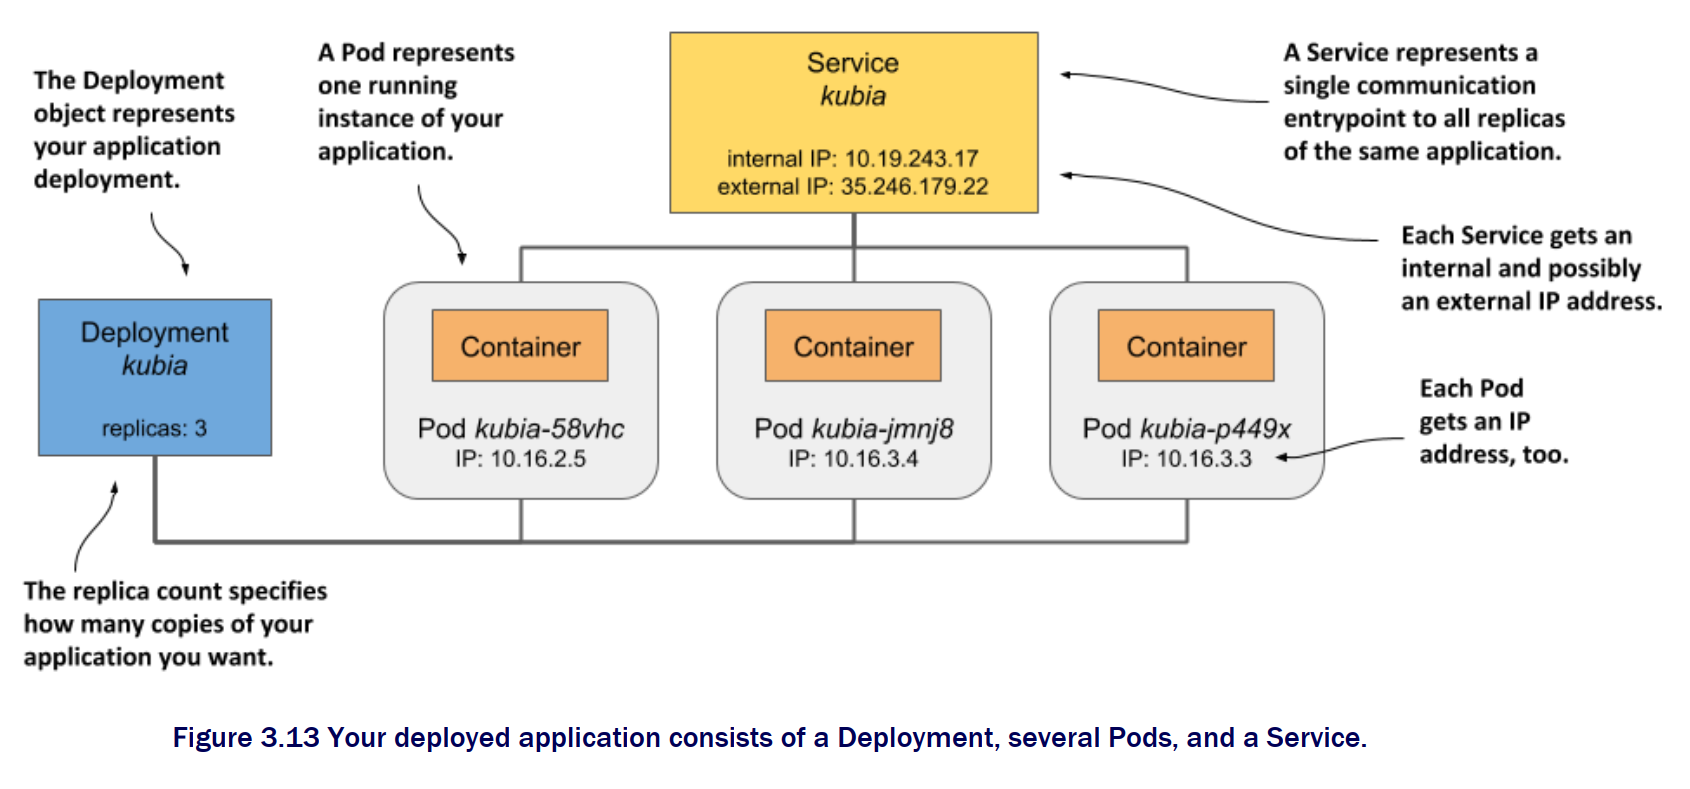 The Deployment
object represents
your application
deployment.
A Pod represents
one running
instance of your
application.
Service
kubia
internal IP: 10.19.243.17
external IP: 35.246.179.22
A Service represents a
single communication
entrypoint to all replicas
of the same application.
Each Service gets an
internal and possibly
an external IP address.
Deployment
kubia
replicas: 3
Container
Pod kubia-58vhc
IP: 10.16.2.5
Container
Pod kubia-jmnj8
IP: 10.16.3.4
Container
Pod kubia-p449x
IP: 10.16.3.3
Each Pod
gets an IP
address, too.
The replica count specifies
how many copies of your
application you want.
Figure 3.13 Your deployed application consists of a Deployment, several Pods, and a Service.